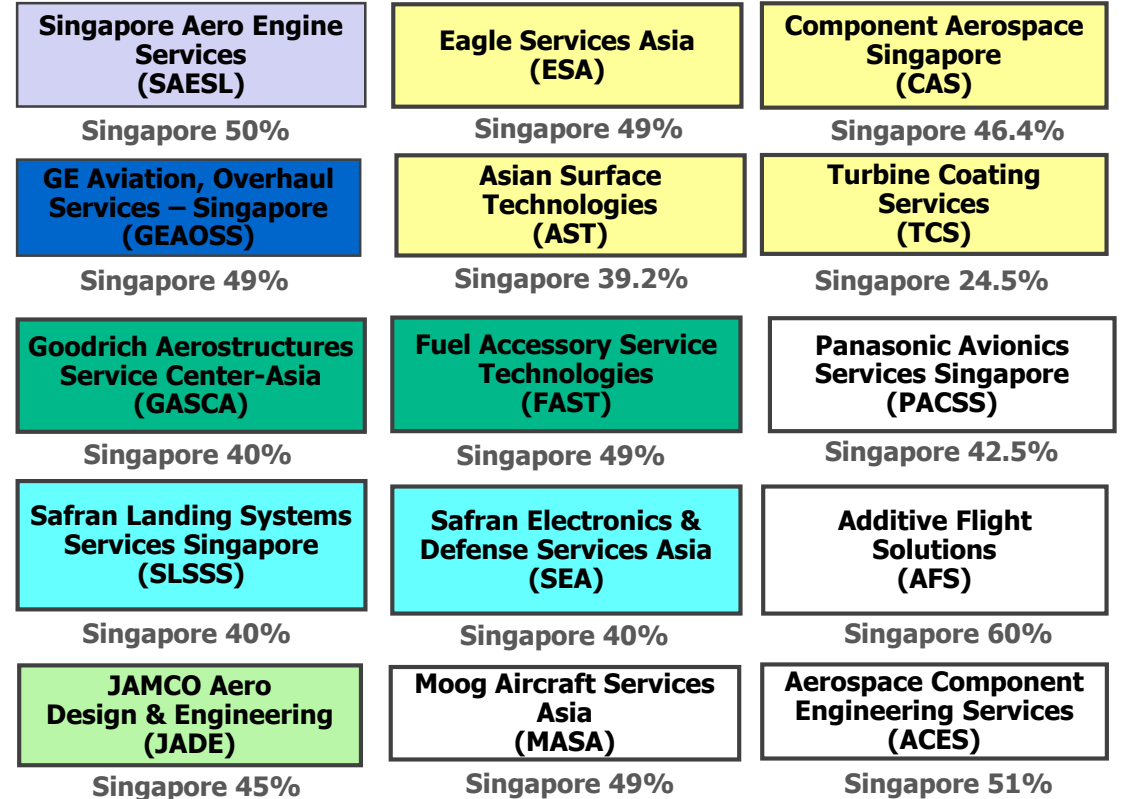 Singapore Aero Engine
Services
(SAESL)
Singapore 50%
Eagle Services Asia
(ESA)
Singapore 49%
Component Aerospace
Singapore
(CAS)
Singapore 46.4%
GE Aviation, Overhaul
Services – Singapore
(GEAOSS)
Singapore 49%
Asian Surface
Technologies
(AST)
Singapore 39.2%
Turbine Coating
Services
(TCS)
Singapore 24.5%
Goodrich Aerostructures
Service Center-Asia
(GASCA)
Singapore 40%
Fuel Accessory Service
Technologies
(FAST)
Singapore 49%
Panasonic Avionics
Services Singapore
(PACSS)
Singapore 42.5%
Safran Landing Systems
Services Singapore
(SLSSS)
Singapore 40%
Safran Electronics &
Defense Services Asia
(SEA)
Singapore 40%
Additive Flight
Solutions
(AFS)
Singapore 60%
JAMCO Aero
Design & Engineering
(JADE)
Singapore 45%
Moog Aircraft Services
Asia
(MASA)
Singapore 49%
Aerospace Component
Engineering Services
(ACES)
Singapore 51%